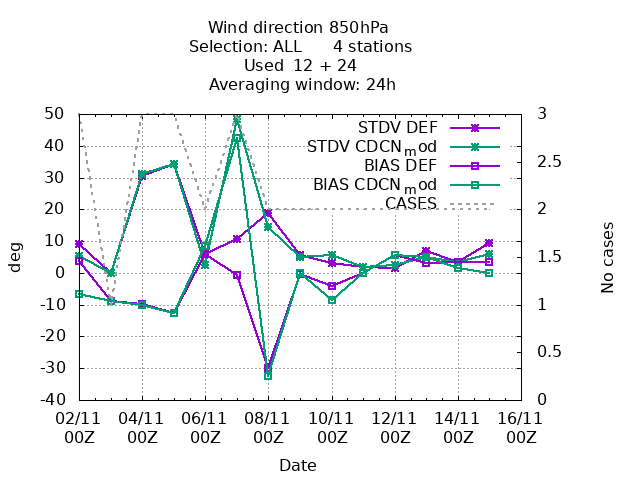 Wind direction 850hPa
Selection: ALL 4 stations
Used 12 + 24
Averaging window: 24h
50
40
30
20
10
0
-10
-20
-30
-40
deg
3
2.5
2
1.5
1
0.5
0
No cases
STDV DEF
STDV CDCN_mod
BIAS DEF
BIAS CDCN_mod
CASES
02/11 04/11 06/11 08/11 10/11 12/11 14/11 16/11
00Z 00Z 00Z 00Z 00Z 00Z 00Z 00Z
Date